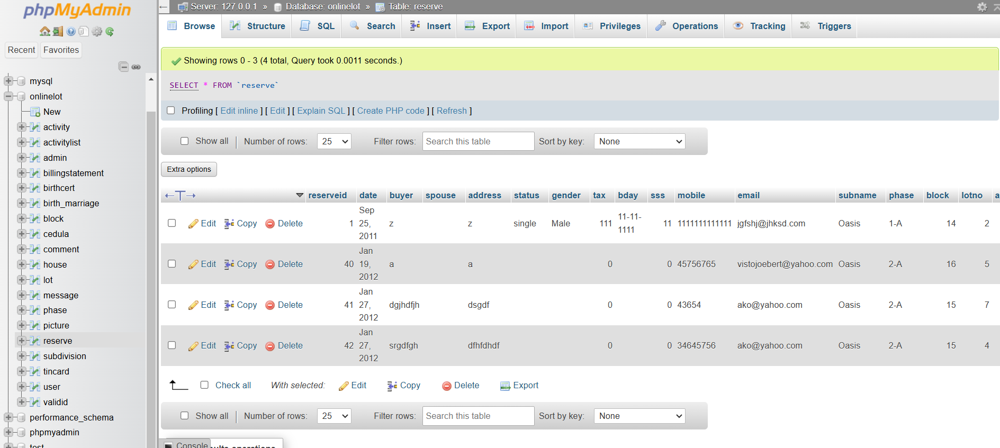 phpMyAdmin
Recent Favorites
mysql
onlinelot
New
activity
activitylist
admin
billingstatement
birthcert
birth_marriage
block
cedula
comment
house
lot
message
phase
picture
reserve
subdivision
tincard
user
validid
performance_schema
phpmyadmin
test
← Server: 127.0.0.1 » Database: onlinelot » Table: reserve
Browse Structure SQL Search Insert Export Import Privileges Operations Tracking Triggers
Showing rows 0 - 3 (4 total, Query took 0.0011 seconds.)
SELECT * FROM `reserve`
Profiling [ Edit inline ] [ Edit ] [ Explain SQL ] [ Create PHP code ] [ Refresh ]
Show all Number of rows: 25 Filter rows: Search this table Sort by key: None
Extra options
←T→ reserveid date buyer spouse address status gender tax bday sss mobile email subname phase block lotno a
Edit Copy Delete 1 Sep 25, 2011 z z single Male 111 11-11-1111 11 1111111111111 jgfshj@jhksd.com Oasis 1-A 14 2
Edit Copy Delete 40 Jan 19, 2012 a a 0 0 45756765 vistojoebert@yahoo.com Oasis 2-A 16 5
Edit Copy Delete 41 Jan 27, 2012 dgjhdfjh dsgdf 0 0 43654 ako@yahoo.com Oasis 2-A 15 7
Edit Copy Delete 42 Jan 27, 2012 srgdfgh dfhfdhdf 0 0 34645756 ako@yahoo.com Oasis 2-A 15 4
Check all With selected: Edit Copy Delete Export
Show all Number of rows: 25 Filter rows: Search this table Sort by key: None
Console operations